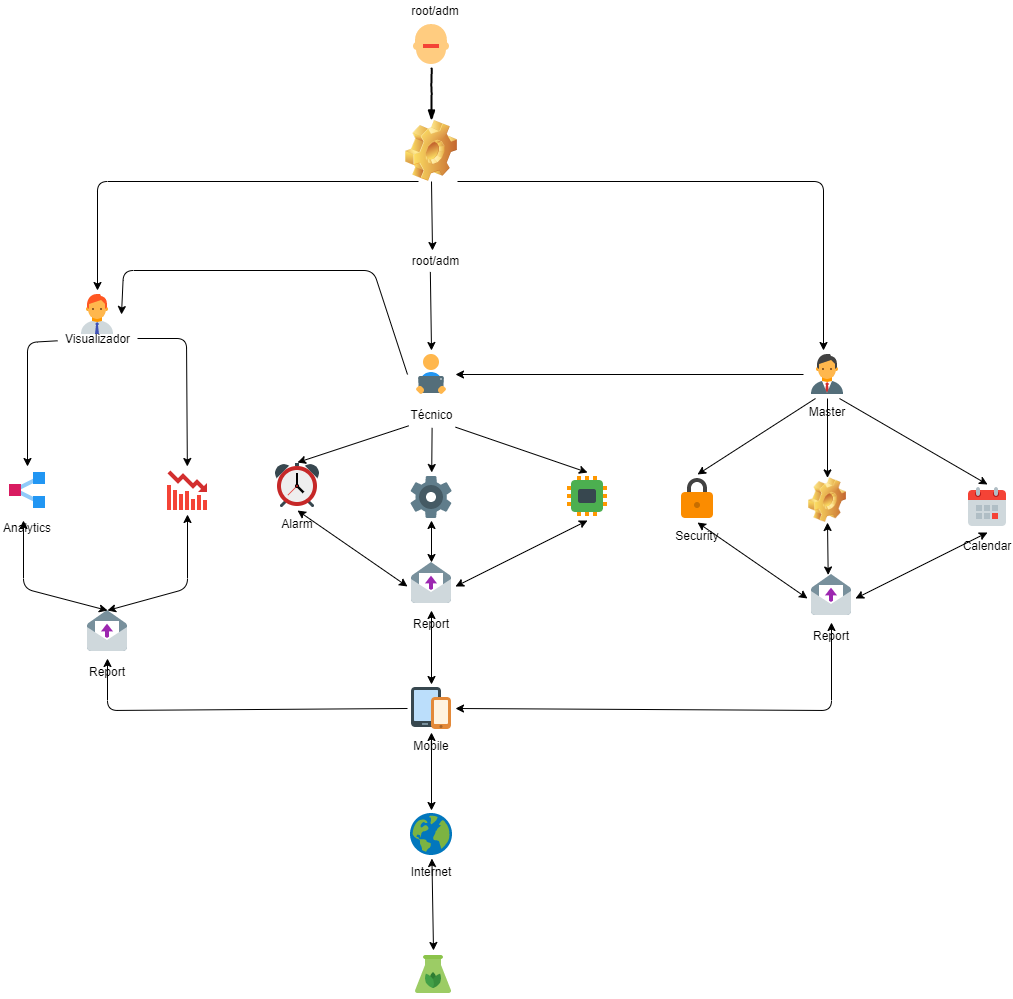 root/adm
root/adm
Visualizador
Técnico
Master
Analytics
Alarm
Security
Calendar
Report
Report
Report
Mobile
Internet